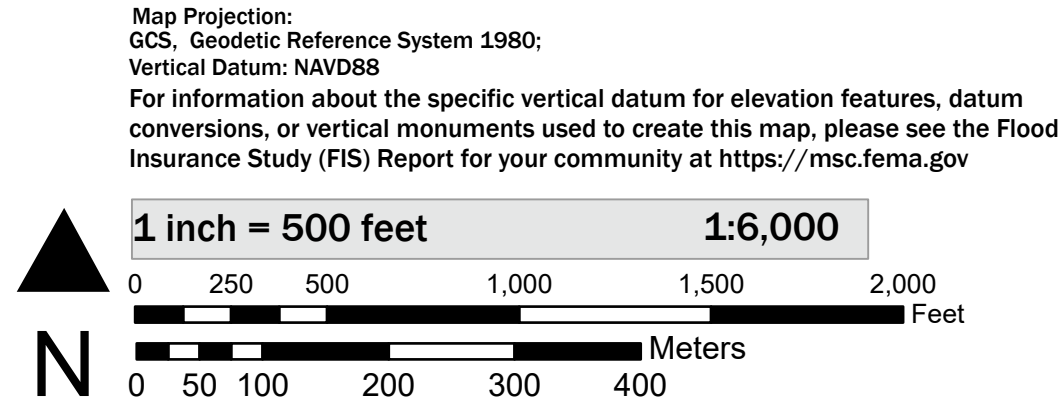 Map Projection:
GCS, Geodetic Reference System 1980;
Vertical Datum: NAVD88
For information about the specific vertical datum for elevation features, datum
conversions, or vertical monuments used to create this map, please see the Flood
Insurance Study (FIS) Report for your community at https://msc.fema.gov
1 inch = 500 feet 1:6,000
0 250 500 1,000 1,500 2,000
Feet
Meters
0 50 100 200 300 400
N